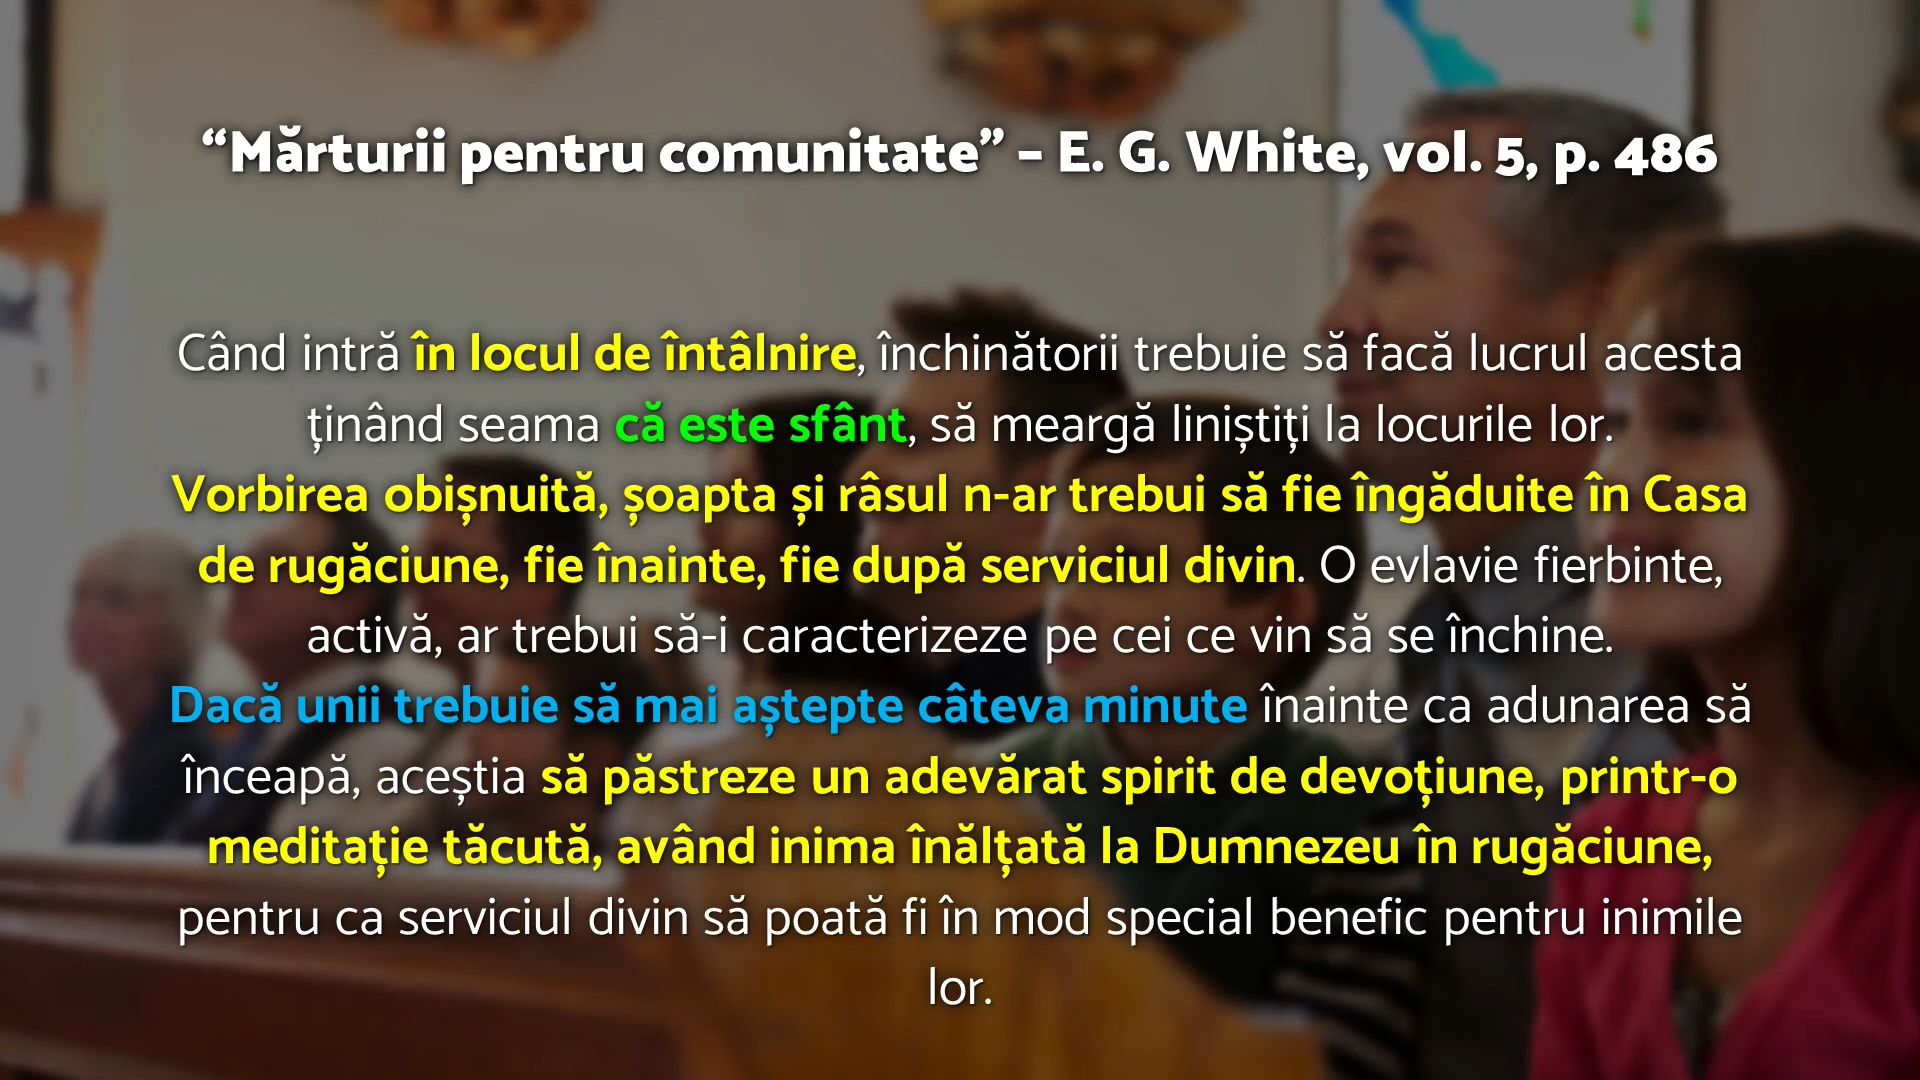 “Mărturii pentru comunitate” – E. G. White, vol. 5, p. 486
Când intră în locul de întâlnire, închinătorii trebuie să facă lucrul acesta
ținând seama că este sfânt, să meargă liniștiți la locurile lor.
Vorbirea obișnuită, șoapta și râsul n-ar trebui să fie îngăduite în Casa
de rugăciune, fie înainte, fie după serviciul divin. O evlavie fierbinte,
activă, ar trebui să-i caracterizeze pe cei ce vin să se închine.
Dacă unii trebuie să mai aștepte câteva minute înainte ca adunarea să
înceapă, aceștia să păstreze un adevărat spirit de devoțiune, printr-o
meditație tăcută, având inima înălțată la Dumnezeu în rugăciune,
pentru ca serviciul divin să poată fi în mod special benefic pentru inimile
lor.